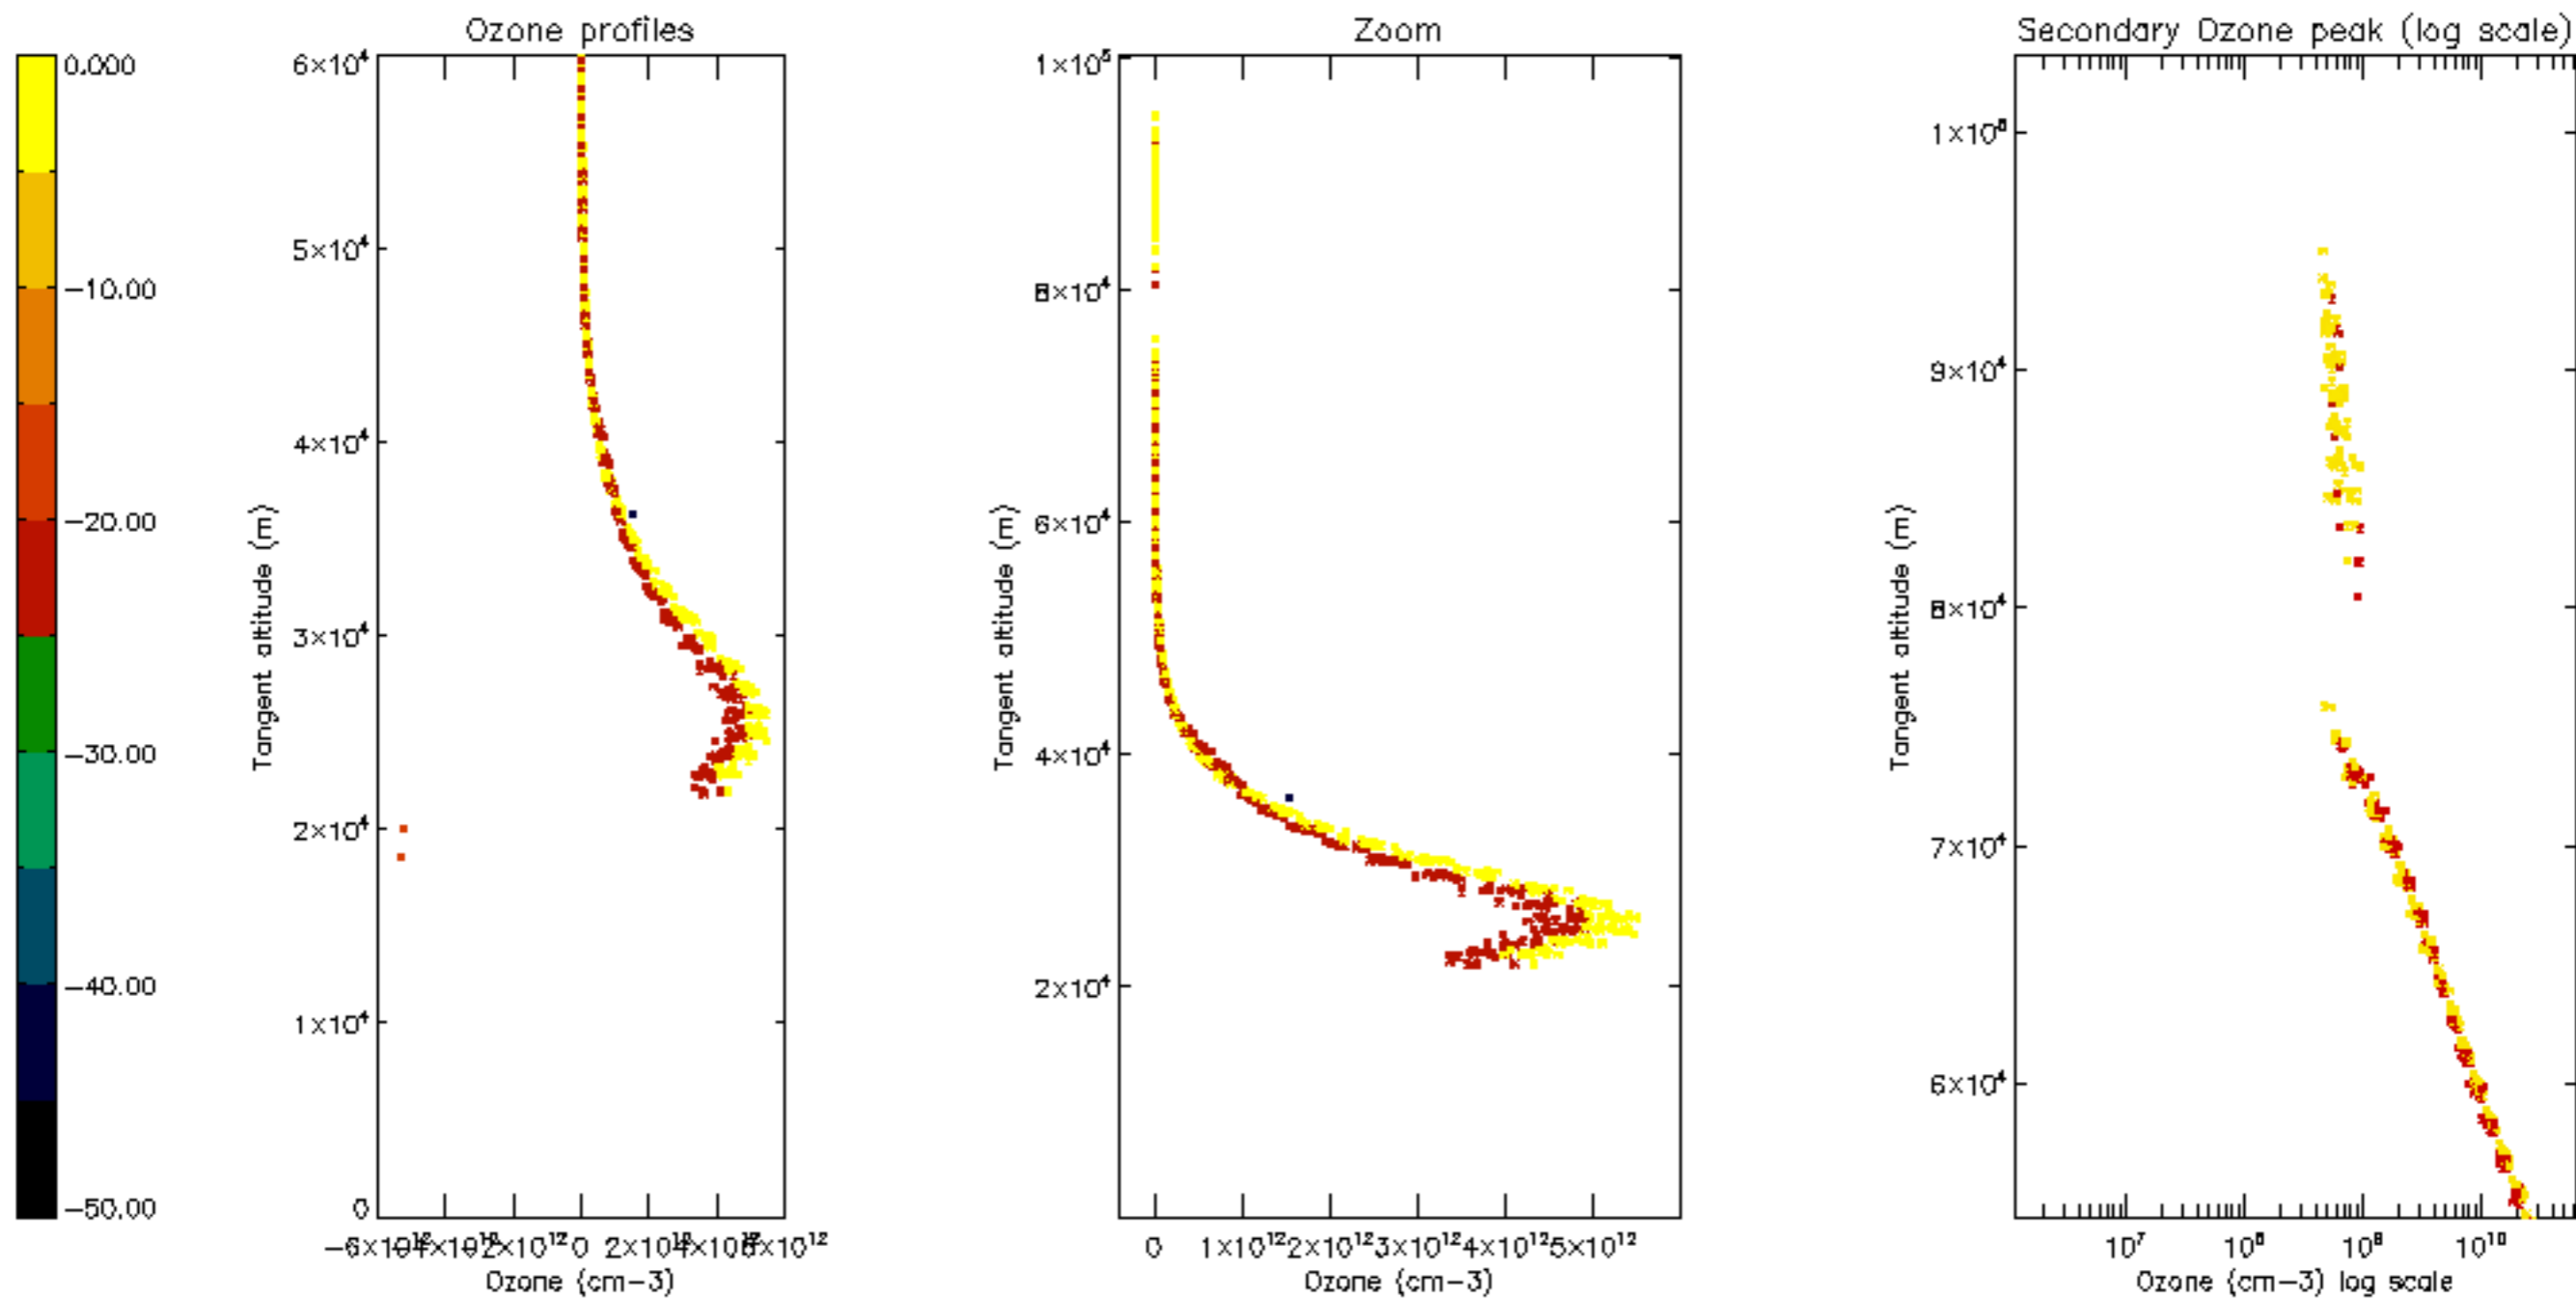 Ozone profiles
Zoom
Secondary Ozone peak (log scale)
0.000
−10.00
−20.00
−30.00
−40.00
−50.00
6×10⁴
5×10⁴
4×10⁴
3×10⁴
2×10⁴
1×10⁴
0
Tangent altitude (m)
0
Ozone (cm−3)
1×10⁵
8×10⁴
6×10⁴
4×10⁴
2×10⁴
Tangent altitude (m)
0 1×10¹² 2×10¹² 3×10¹² 4×10¹² 5×10¹²
Ozone (cm−3)
9×10⁴
8×10⁴
7×10⁴
6×10⁴
Tangent altitude (m)
10⁷ 10⁸ 10⁹ 10¹⁰
Ozone (cm−3) log scale